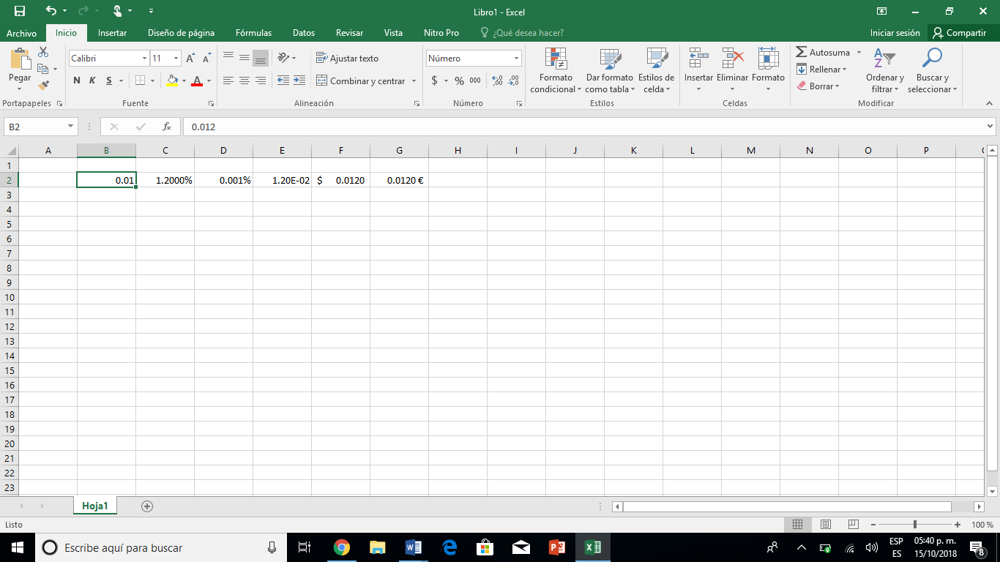 Libro1 - Excel
Archivo Inicio Insertar Diseño de página Fórmulas Datos Revisar Vista Nitro Pro ¿Qué desea hacer? Iniciar sesión Compartir
Pegar
Calibri 11
N K S
Ajustar texto
Combinar y centrar
Número
$ % 000
Formato condicional
Dar formato como tabla
Estilos de celda
Insertar Eliminar Formato
Autosuma
Rellenar
Borrar
Ordenar y filtrar
Buscar y seleccionar
Portapapeles Fuente Alineación Número Estilos Celdas Modificar
B2 fx 0.012
A B C D E F G H I J K L M N O P
1
2 0.01 1.2000% 0.001% 1.20E-02 $ 0.0120 0.0120 €
3
4
5
6
7
8
9
10
11
12
13
14
15
16
17
18
19
20
21
22
23
Hoja1
Listo 100 %
Escribe aquí para buscar
ESP 05:40 p. m.
ES 15/10/2018 8